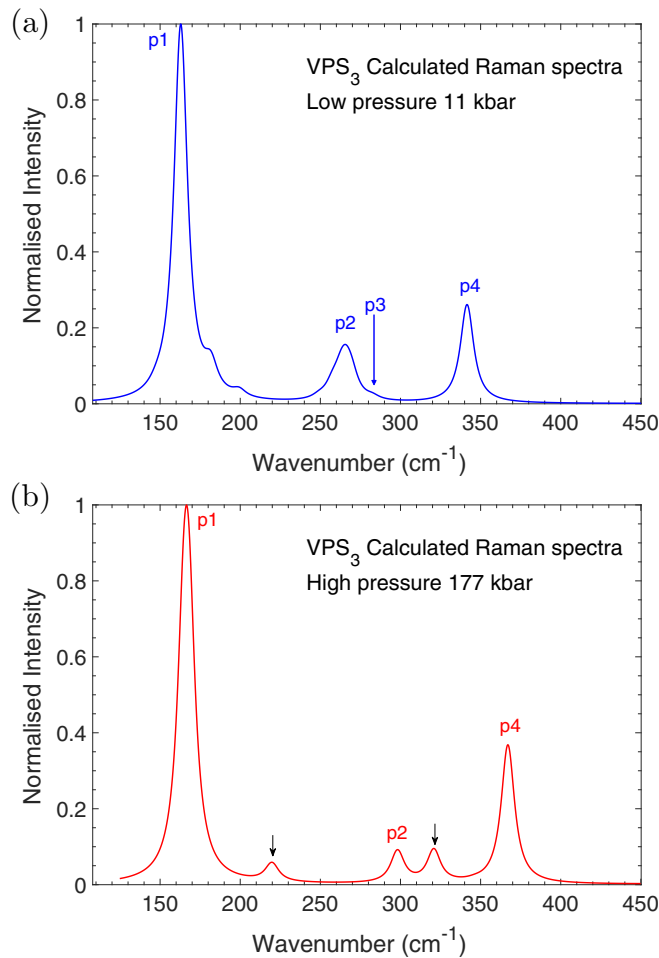 (a)
1
p1
VPS3 Calculated Raman spectra
Low pressure 11 kbar
0.8
0.6
0.4
0.2
0
p2
p3
p4
Normalised Intensity
150 200 250 300 350 400 450
Wavenumber (cm-1)
(b)
1
p1
VPS3 Calculated Raman spectra
High pressure 177 kbar
0.8
0.6
0.4
0.2
0
p2
p4
Normalised Intensity
150 200 250 300 350 400 450
Wavenumber (cm-1)